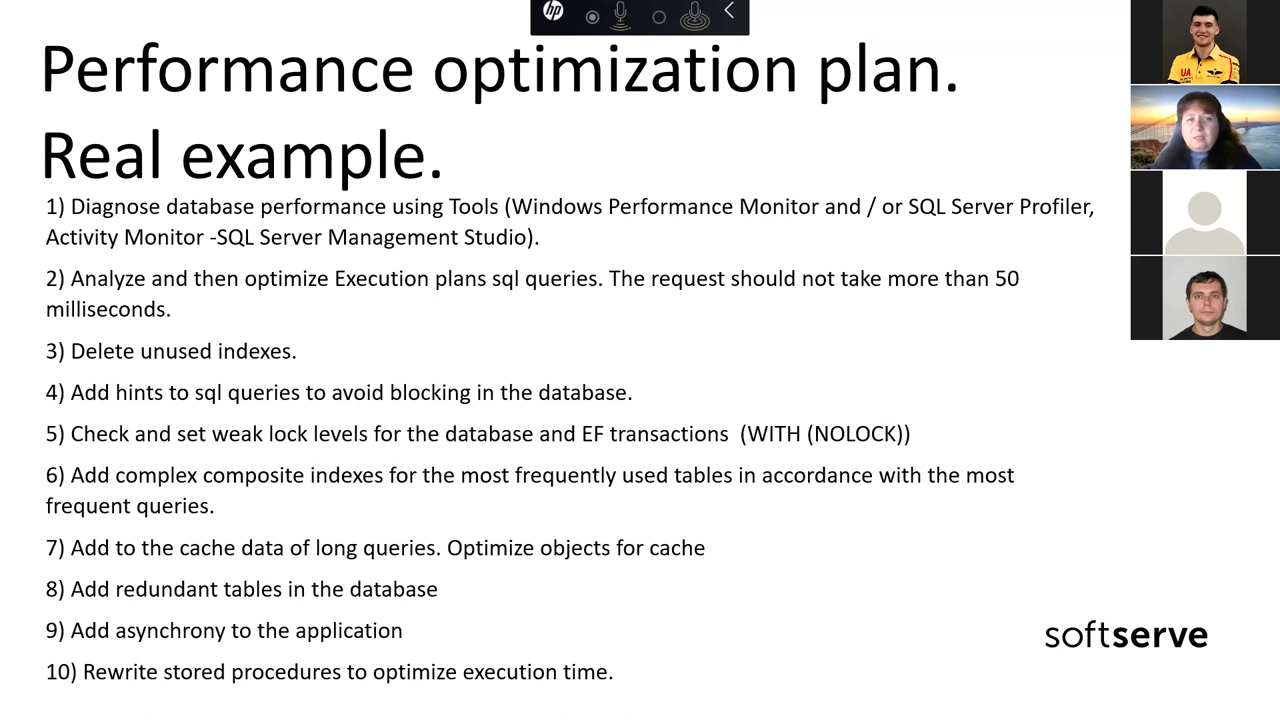 hp
Performance optimization plan.
Real example.
1) Diagnose database performance using Tools (Windows Performance Monitor and / or SQL Server Profiler,
Activity Monitor -SQL Server Management Studio).
2) Analyze and then optimize Execution plans sql queries. The request should not take more than 50
milliseconds.
3) Delete unused indexes.
4) Add hints to sql queries to avoid blocking in the database.
5) Check and set weak lock levels for the database and EF transactions  (WITH (NOLOCK))
6) Add complex composite indexes for the most frequently used tables in accordance with the most
frequent queries.
7) Add to the cache data of long queries. Optimize objects for cache
8) Add redundant tables in the database
9) Add asynchrony to the application
10) Rewrite stored procedures to optimize execution time.
softserve
UA